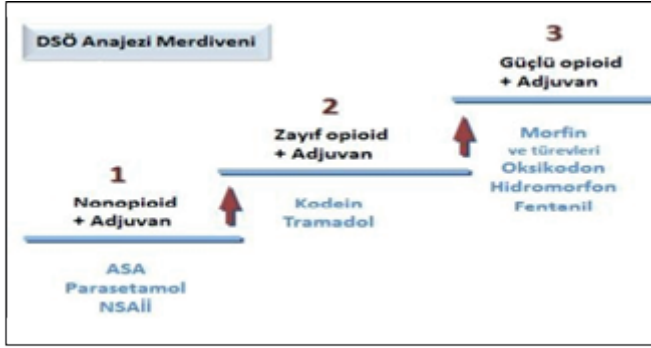 DSÖ Anajezi Merdiveni
1
Nonopioid
+ Adjuvan
ASA
Parasetamol
NSAİİ
2
Zayıf opioid
+ Adjuvan
Kodein
Tramadol
3
Güçlü opioid
+ Adjuvan
Morfin
ve türevleri
Oksikodon
Hidromorfon
Fentanil